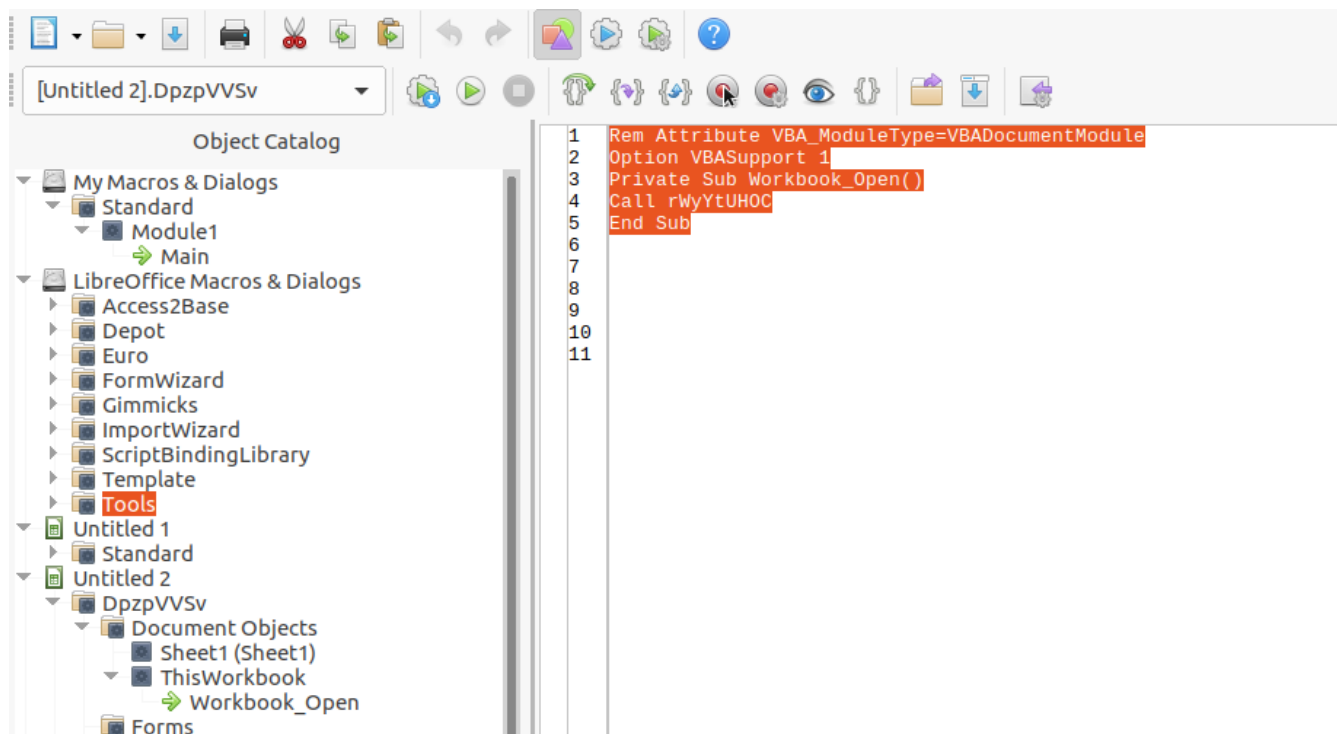 [Untitled 2].DpzpVVSv
Object Catalog
My Macros & Dialogs
Standard
Module1
Main
LibreOffice Macros & Dialogs
Access2Base
Depot
Euro
FormWizard
Gimmicks
ImportWizard
ScriptBindingLibrary
Template
Tools
Untitled 1
Standard
Untitled 2
DpzpVVSv
Document Objects
Sheet1 (Sheet1)
ThisWorkbook
Workbook_Open
Forms
1 Rem Attribute VBA_ModuleType=VBADocumentModule
2 Option VBASupport 1
3 Private Sub Workbook_Open()
4 Call rWyYtUHOC
5 End Sub
6
7
8
9
10
11